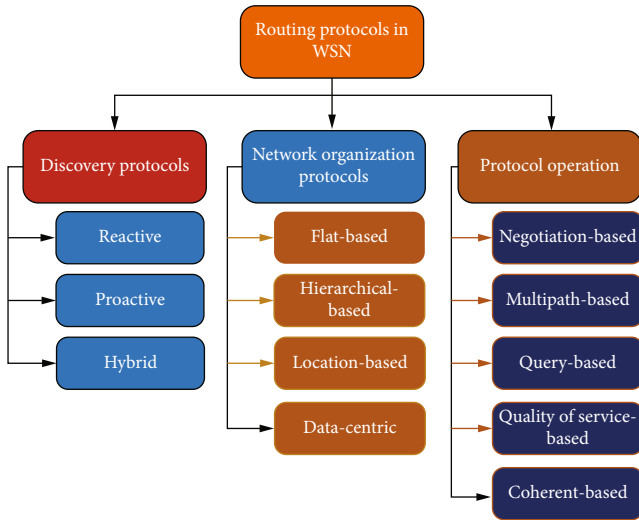 Routing protocols in
WSN
Discovery protocols
Reactive
Proactive
Hybrid
Network organization
protocols
Flat-based
Hierarchical-
based
Location-based
Data-centric
Protocol operation
Negotiation-based
Multipath-based
Query-based
Quality of service-
based
Coherent-based